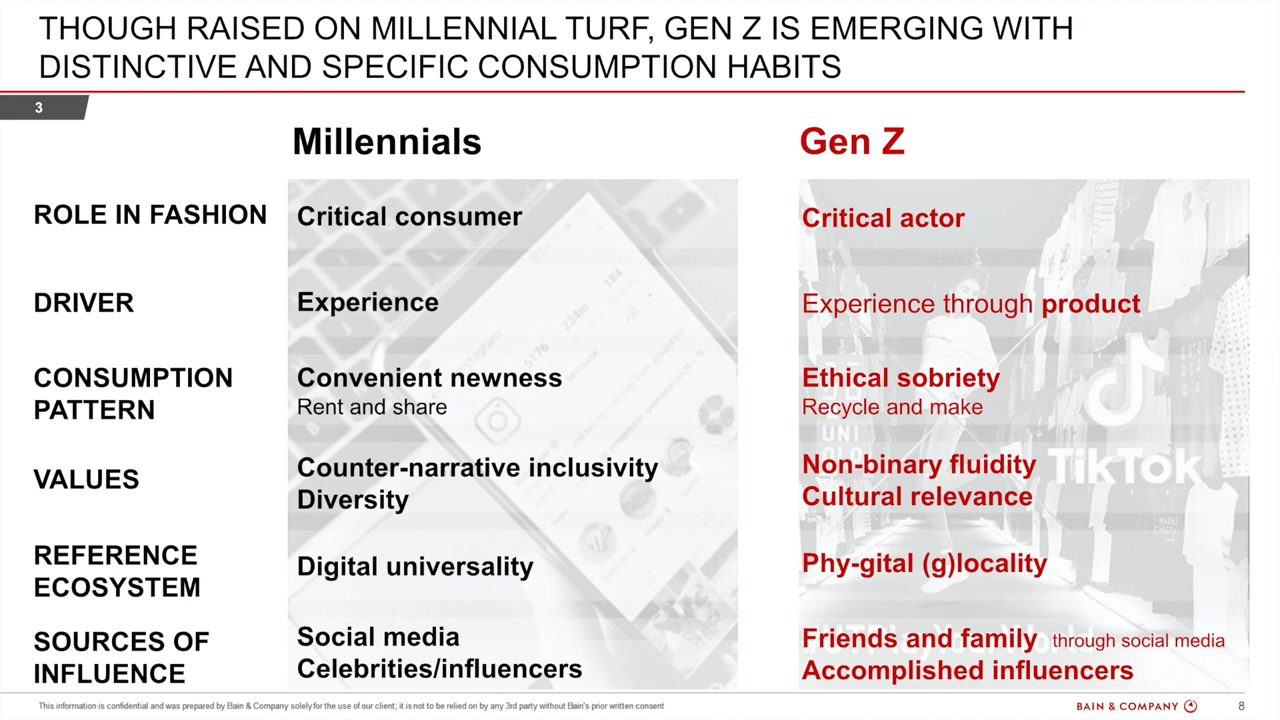 THOUGH RAISED ON MILLENNIAL TURF, GEN Z IS EMERGING WITH
DISTINCTIVE AND SPECIFIC CONSUMPTION HABITS
3
Millennials
Gen Z
ROLE IN FASHION
Critical consumer
Critical actor
DRIVER
Experience
Experience through product
CONSUMPTION
PATTERN
Convenient newness
Rent and share
Ethical sobriety
Recycle and make
VALUES
Counter-narrative inclusivity
Diversity
Non-binary fluidity
Cultural relevance
TikTok
REFERENCE
ECOSYSTEM
Digital universality
Phy-gital (g)locality
SOURCES OF
INFLUENCE
Social media
Celebrities/influencers
Friends and family through social media
Accomplished influencers
This information is confidential and was prepared by Bain & Company solely for the use of our client; it is not to be relied on by any 3rd party without Bain's prior written consent
BAIN & COMPANY
8
UNI
184
234m
5176